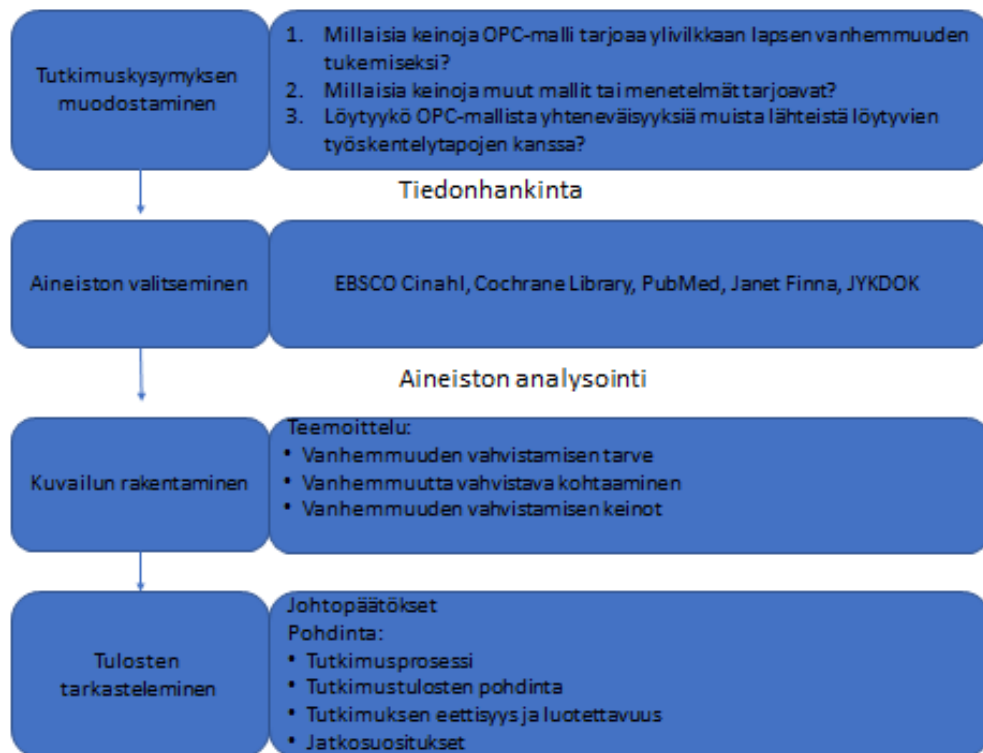 Tutkimuskysymyksen
muodostaminen
1. Millaisia keinoja OPC-malli tarjoaa ylivilkkaan lapsen vanhemmuuden
tukemiseksi?
2. Millaisia keinoja muut mallit tai menetelmät tarjoavat?
3. Löytyykö OPC-mallista yhteneväisyyksiä muista lähteistä löytyvien
työskentelytapojen kanssa?
Tiedonhankinta
Aineiston valitseminen
EBSCO Cinahl, Cochrane Library, PubMed, Janet Finna, JYKDOK
Aineiston analysointi
Kuvailun rakentaminen
Teemoittelu:
• Vanhemmuuden vahvistamisen tarve
• Vanhemmuutta vahvistava kohtaaminen
• Vanhemmuuden vahvistamisen keinot
Tulosten
tarkasteleminen
Johtopäätökset
Pohdinta:
• Tutkimusprosessi
• Tutkimustulosten pohdinta
• Tutkimuksen eettisyys ja luotettavuus
• Jatkosuositukset